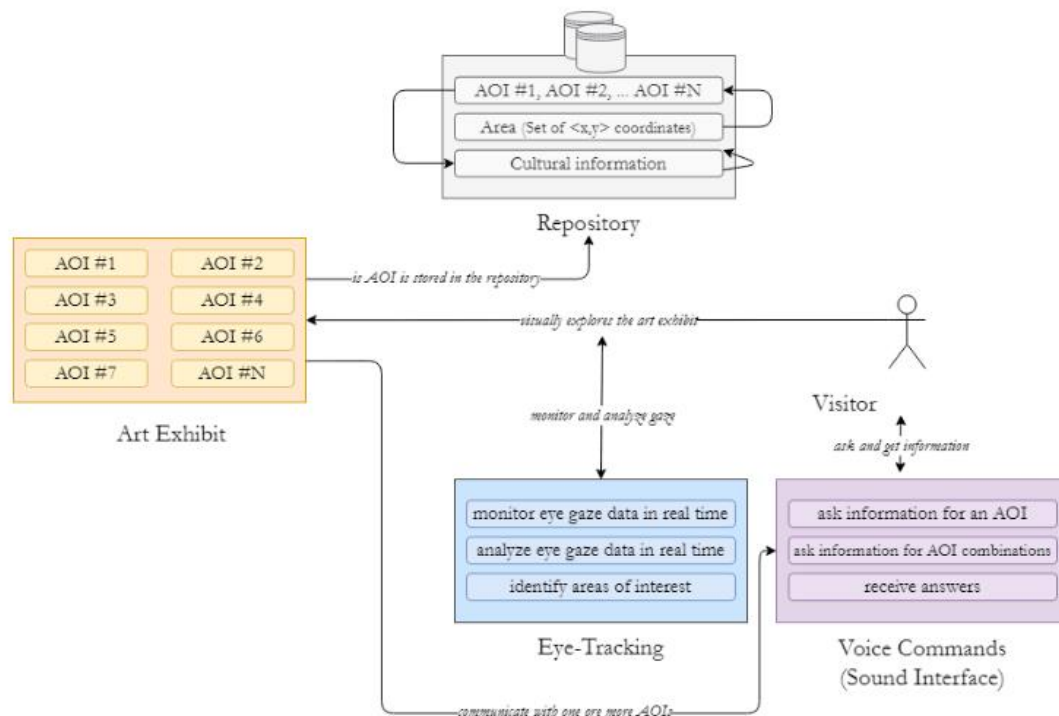 AOI #1, AOI #2, ... AOI #N
Area (Set of <x,y> coordinates)
Cultural information
Repository
AOI #1
AOI #2
AOI #3
AOI #4
AOI #5
AOI #6
AOI #7
AOI #N
Art Exhibit
is AOI is stored in the repository
visually explores the art exhibit
Visitor
monitor and analyze gaze
ask and get information
monitor eye gaze data in real time
analyze eye gaze data in real time
identify areas of interest
Eye-Tracking
ask information for an AOI
ask information for AOI combinations
receive answers
Voice Commands
(Sound Interface)
communicate with one ore more AOIs